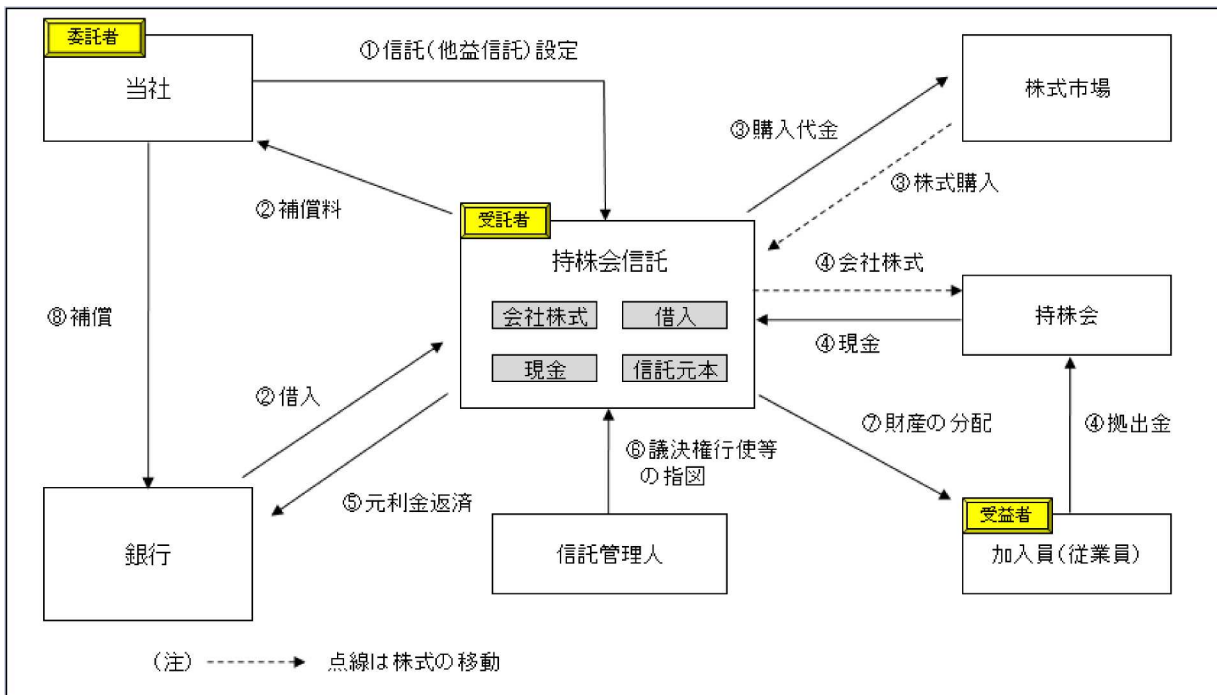 委託者
当社
①信託(他益信託)設定
株式市場
③購入代金
③株式購入
②補償料
受託者
持株会信託
会社株式
借入
現金
信託元本
④会社株式
持株会
④現金
⑧補償
②借入
⑤元利金返済
⑥議決権行使等
の指図
⑦財産の分配
④拠出金
銀行
信託管理人
受益者
加入員(従業員)
(注)
点線は株式の移動